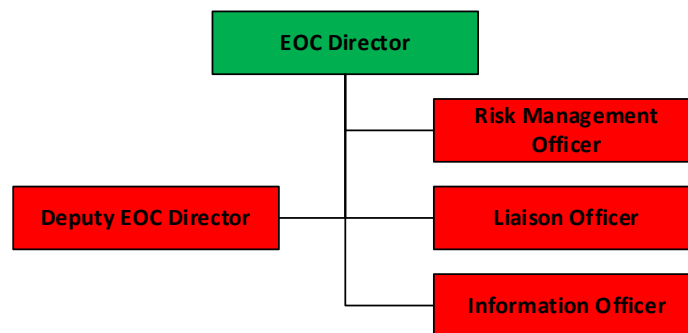 EOC Director
Risk Management
Officer
Deputy EOC Director
Liaison Officer
Information Officer